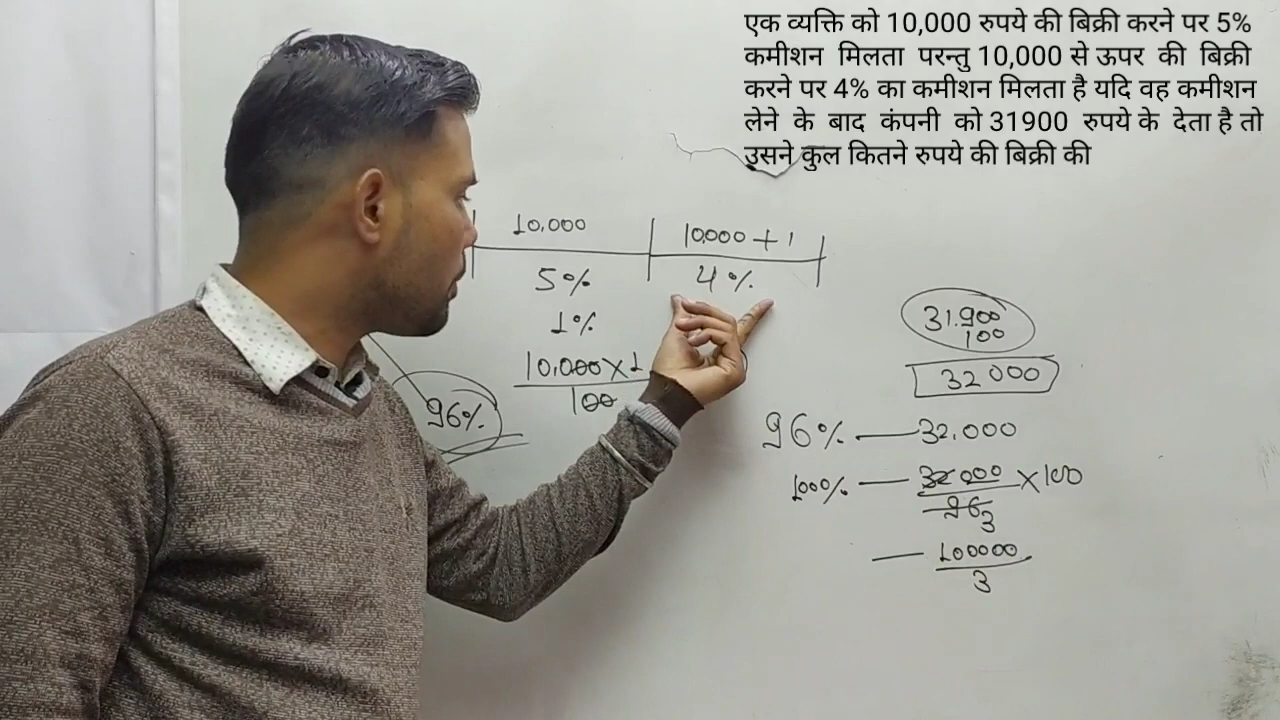 एक व्यक्ति को 10,000 रुपये की बिक्री करने पर 5%
कमीशन मिलता परन्तु 10,000 से ऊपर की बिक्री
करने पर 4% का कमीशन मिलता है यदि वह कमीशन
लेने के बाद कंपनी को 31900 रुपये के देता है तो
उसने कुल कितने रुपये की बिक्री की
10,000
10,000 + 1
5%
4%
1%
10,000 × 1
100
96%
31.900
100
32000
96% — 32.000
100% — 32000 × 100
96 3
— 100000
3